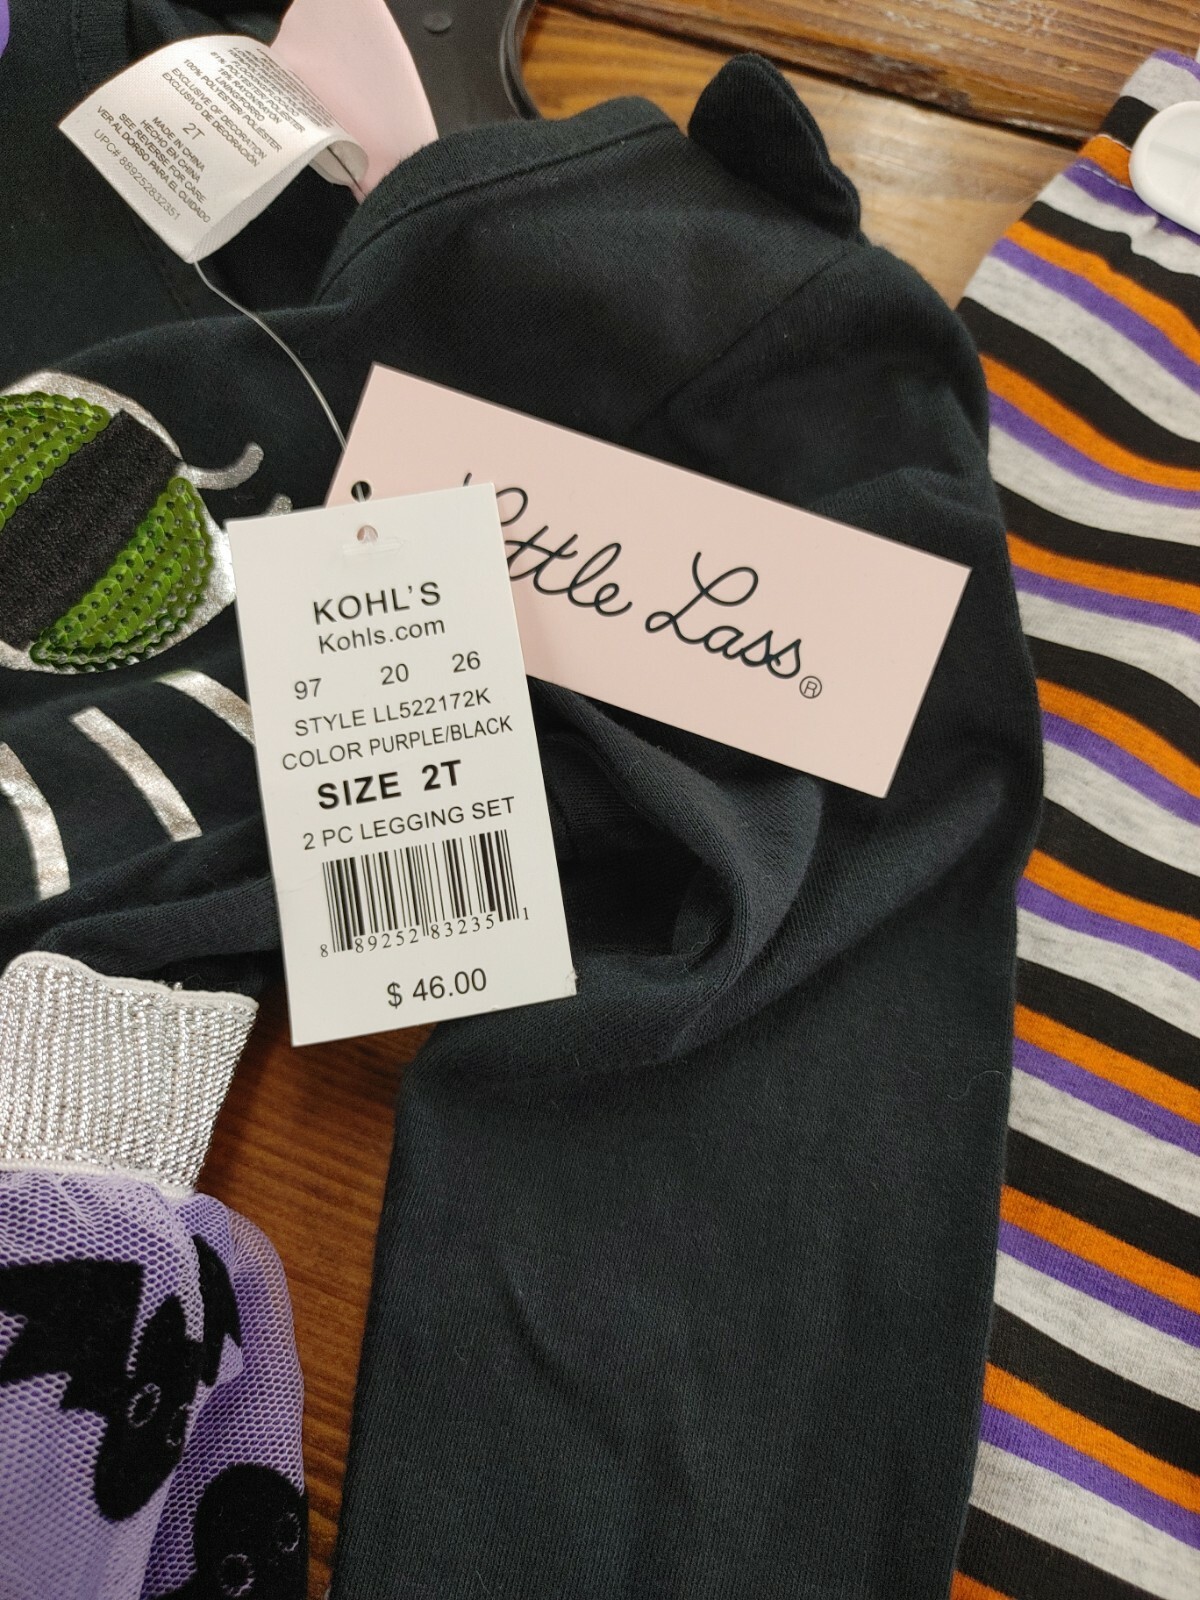 100% POLYESTER/POLIÉSTER
EXCLUSIVE OF DECORATION
EXCLUSIVO DE DECORACIÓN
2T
MADE IN CHINA
HECHO EN CHINA
SEE REVERSE FOR CARE
VER AL DORSO PARA EL CUIDADO
UPC# 889252832351
Little Lass®
KOHL'S
Kohls.com
97 20 26
STYLE LL522172K
COLOR PURPLE/BLACK
SIZE 2T
2 PC LEGGING SET
8 89252 83235 1
$ 46.00